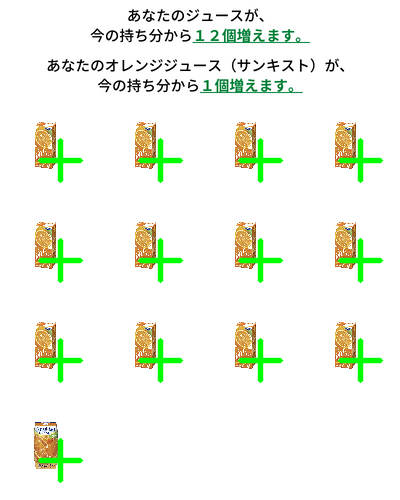 あなたのジュースが、
今の持ち分から１２個増えます。
あなたのオレンジジュース（サンキスト）が、
今の持ち分から１個増えます。